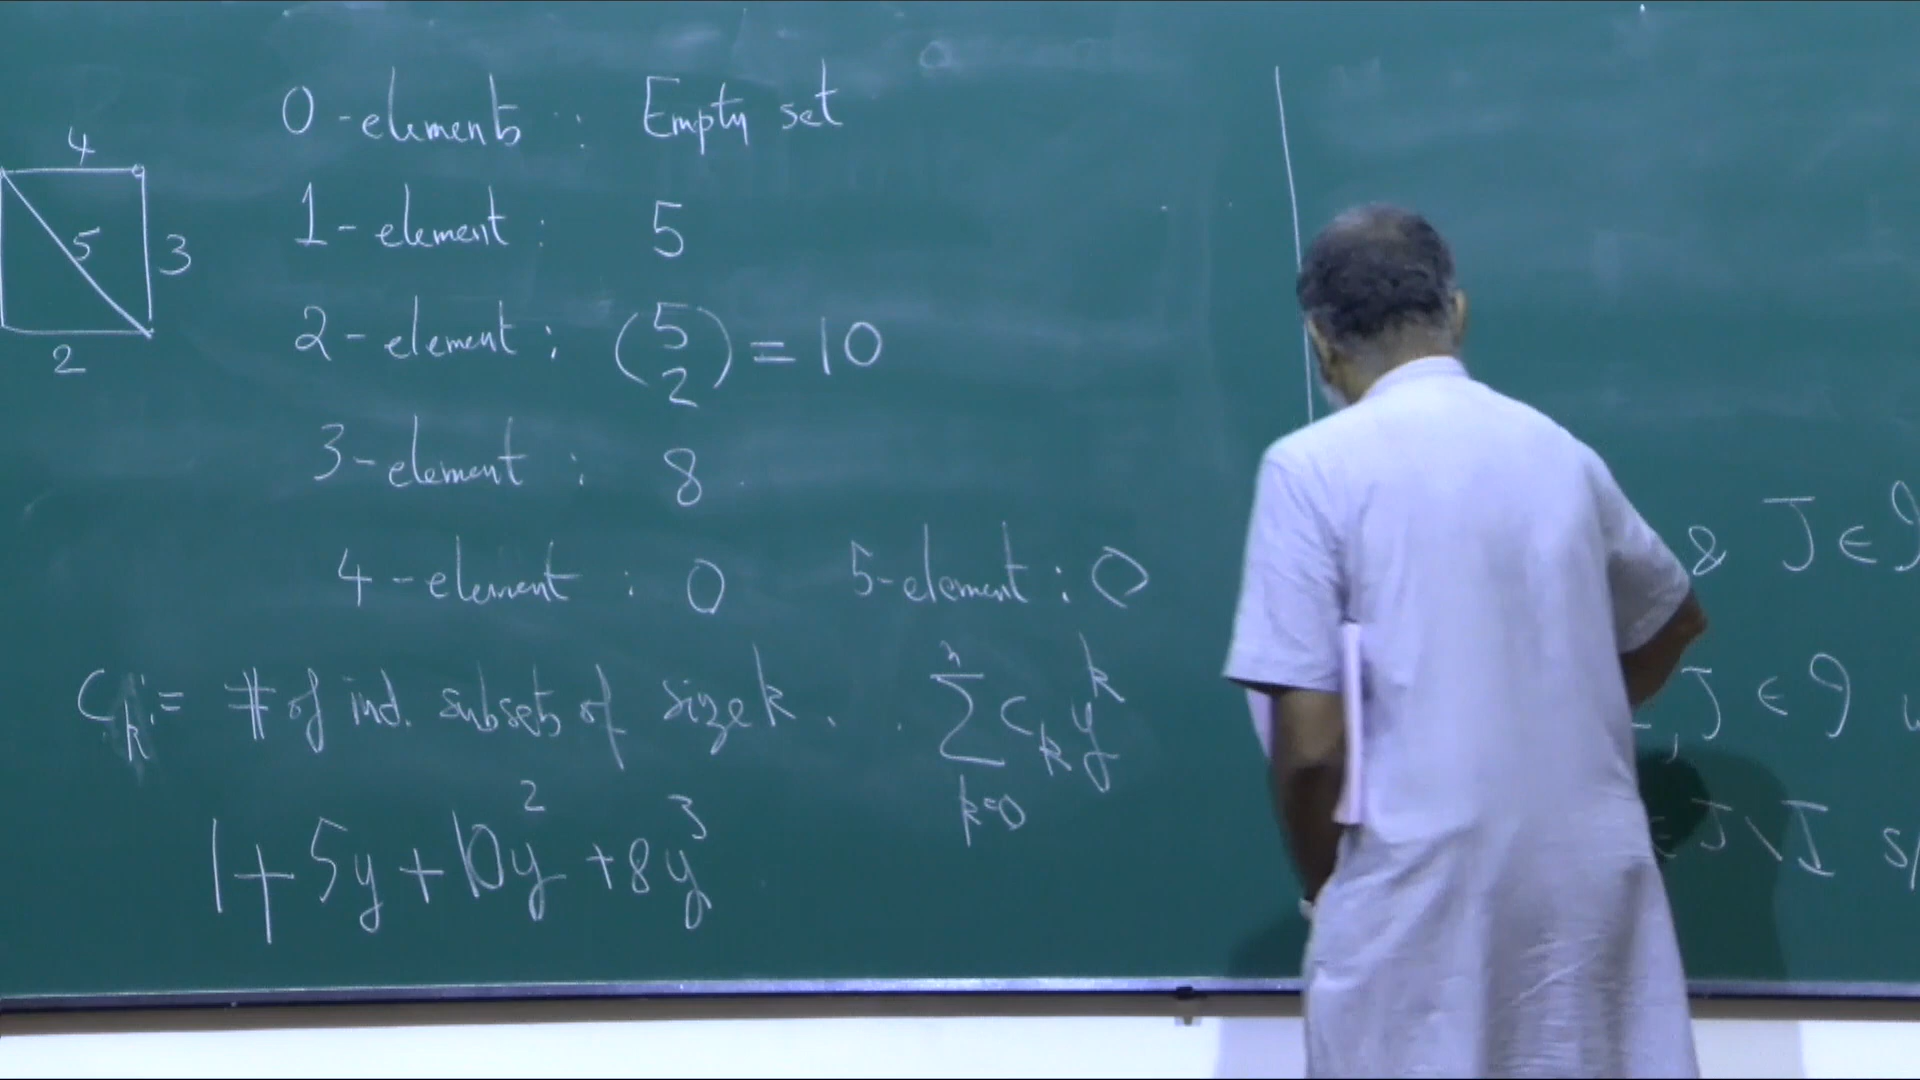 4
5
3
2
0-elements : Empty set
1-element : 5
2-element : (5 2) = 10
3-element : 8
4-element : 0 5-element : 0
C_k := # of ind. subsets of size k. ∑_{k=0}^{n} c_k y^k
1 + 5y + 10y^2 + 8y^3
& J ∈ 𝓘
, J ∈ 𝓘
∈ J \ I